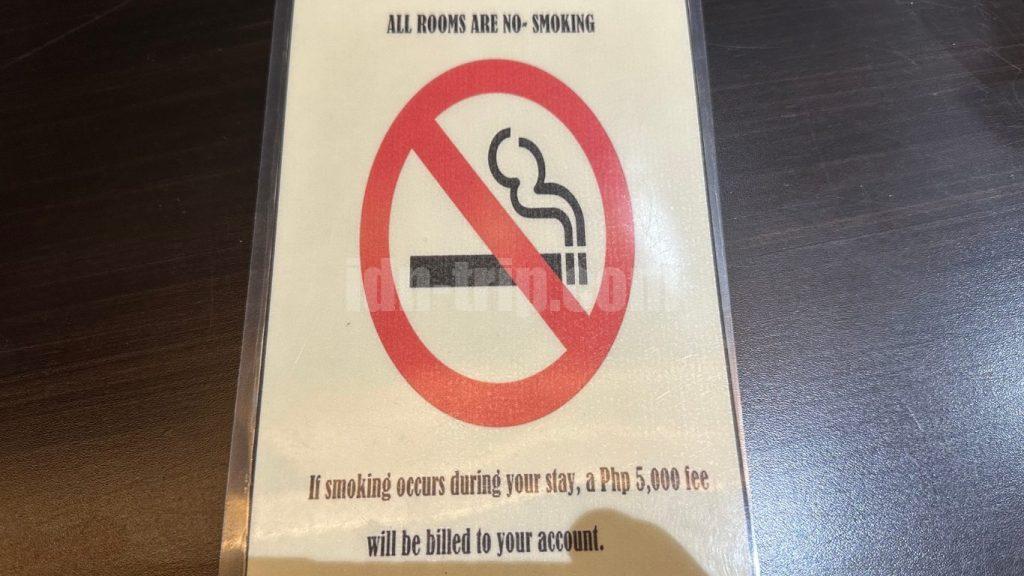 ALL ROOMS ARE NO- SMOKING
idn-trip.com
If smoking occurs during your stay, a Php 5,000 fee
will be billed to your account.